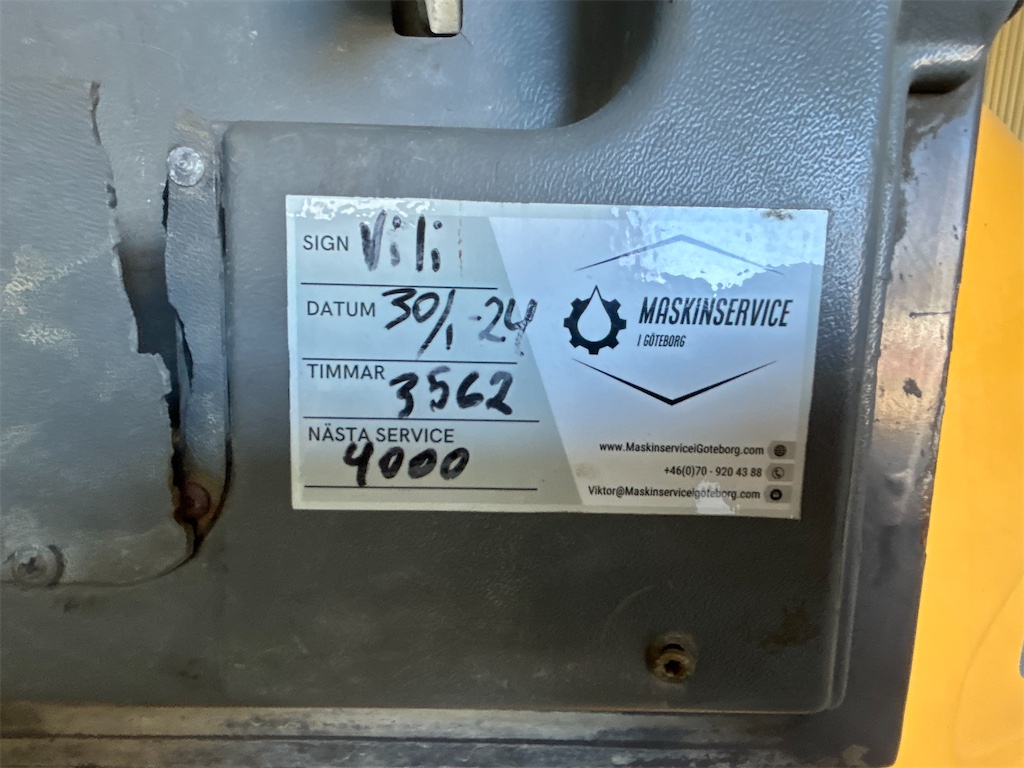 SIGN Vili
DATUM 30/1-24
TIMMAR 3562
NÄSTA SERVICE
4000
MASKINSERVICE
I GÖTEBORG
www.MaskinserviceiGoteborg.com
+46(0)70 - 920 43 88
Viktor@Maskinserviceigöteborg.com